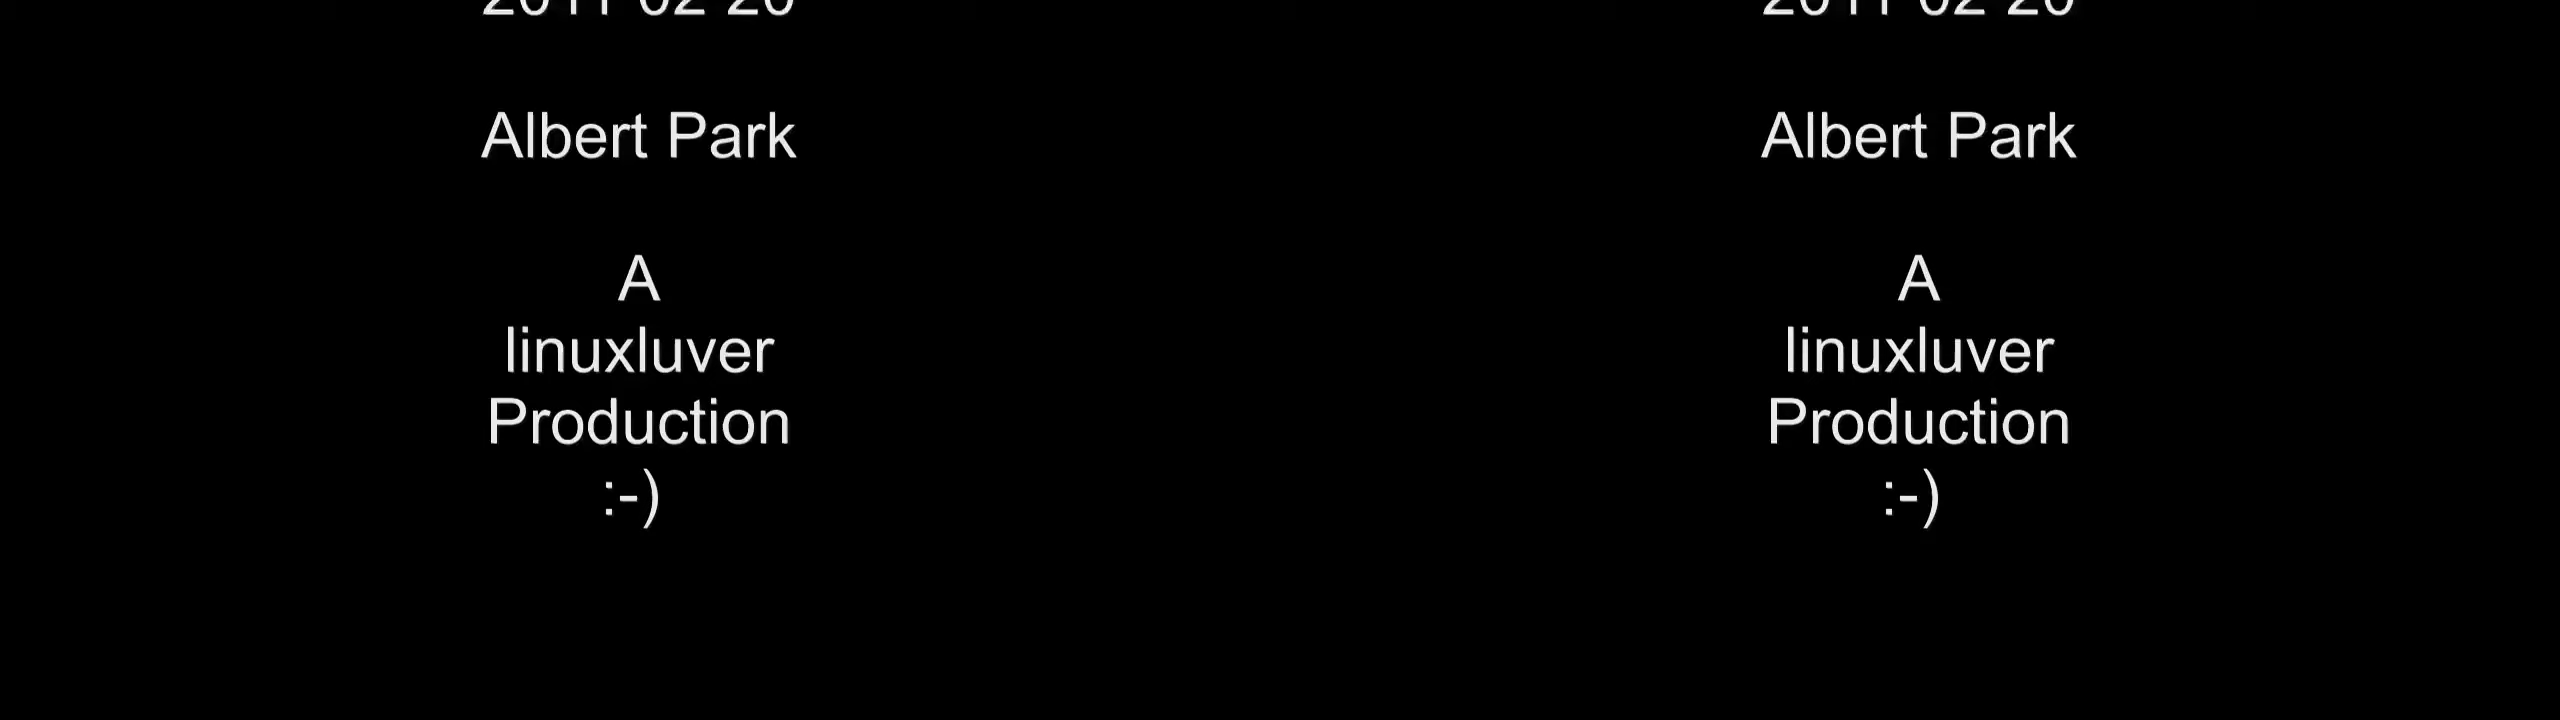 Albert Park
A
linuxluver
Production
:-)
Albert Park
A
linuxluver
Production
:-)